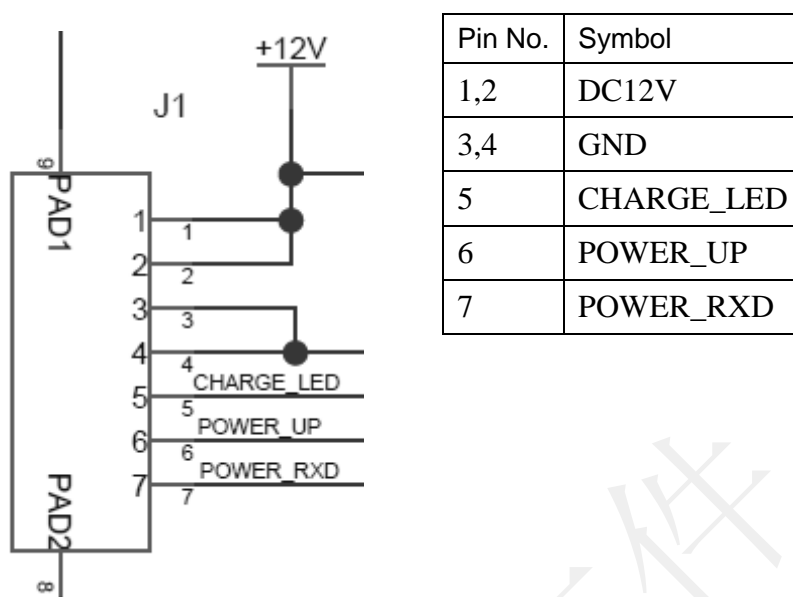 +12V
J1
9
PAD1
1
1
2
2
3
3
4
4
CHARGE_LED
5
5
POWER_UP
6
6
POWER_RXD
7
7
PAD2
8
Pin No. Symbol
1,2 DC12V
3,4 GND
5 CHARGE_LED
6 POWER_UP
7 POWER_RXD
件